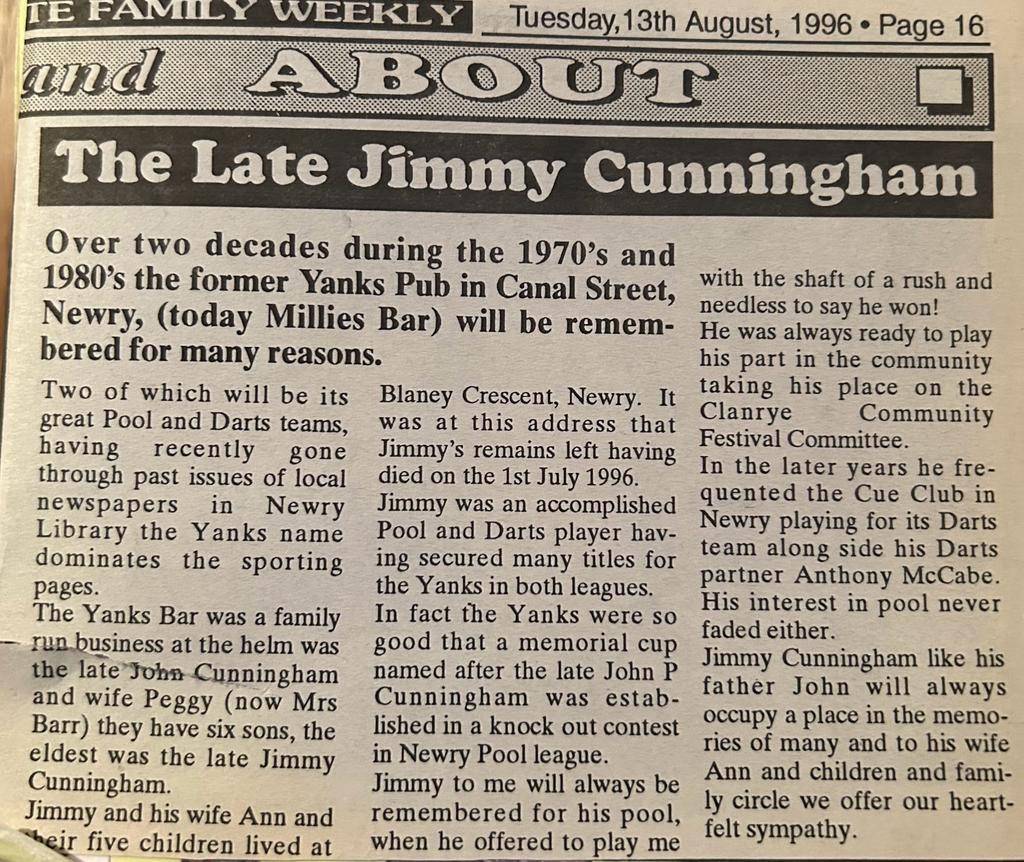 TE FAMILY WEEKLY
Tuesday, 13th August, 1996 • Page 16
and ABOUT
The Late Jimmy Cunningham
Over two decades during the 1970's and
1980's the former Yanks Pub in Canal Street,
Newry, (today Millies Bar) will be remem-
bered for many reasons.
Two of which will be its
great Pool and Darts teams,
having recently gone
through past issues of local
newspapers in Newry
Library the Yanks name
dominates the sporting
pages.
The Yanks Bar was a family
run business at the helm was
the late John Cunningham
and wife Peggy (now Mrs
Barr) they have six sons, the
eldest was the late Jimmy
Cunningham.
Jimmy and his wife Ann and
their five children lived at
Blaney Crescent, Newry. It
was at this address that
Jimmy's remains left having
died on the 1st July 1996.
Jimmy was an accomplished
Pool and Darts player hav-
ing secured many titles for
the Yanks in both leagues.
In fact the Yanks were so
good that a memorial cup
named after the late John P
Cunningham was estab-
lished in a knock out contest
in Newry Pool league.
Jimmy to me will always be
remembered for his pool,
when he offered to play me
with the shaft of a rush and
needless to say he won!
He was always ready to play
his part in the community
taking his place on the
Clanrye Community
Festival Committee.
In the later years he fre-
quented the Cue Club in
Newry playing for its Darts
team along side his Darts
partner Anthony McCabe.
His interest in pool never
faded either.
Jimmy Cunningham like his
father John will always
occupy a place in the memo-
ries of many and to his wife
Ann and children and fami-
ly circle we offer our heart-
felt sympathy.